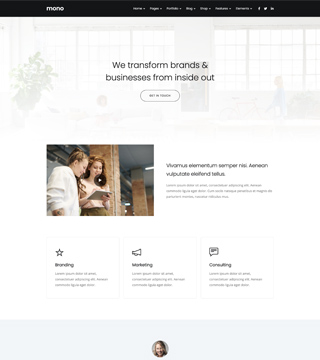 mono
Home Pages Portfolio Blog Shop Features Elements
We transform brands &
businesses from inside out
GET IN TOUCH
Vivamus elementum semper nisi. Aenean
vulputate eleifend tellus.
Lorem ipsum dolor sit amet, consectetuer adipiscing elit. Aenean
commodo ligula eget dolor. Cum sociis natoque penatibus et magnis dis
parturient montes, nascetur ridiculus mus.
Branding
Lorem ipsum dolor sit amet,
consectetuer adipiscing elit. Aenean
commodo ligula eget dolor.
Marketing
Lorem ipsum dolor sit amet,
consectetuer adipiscing elit. Aenean
commodo ligula eget dolor.
Consulting
Lorem ipsum dolor sit amet,
consectetuer adipiscing elit. Aenean
commodo ligula eget dolor.